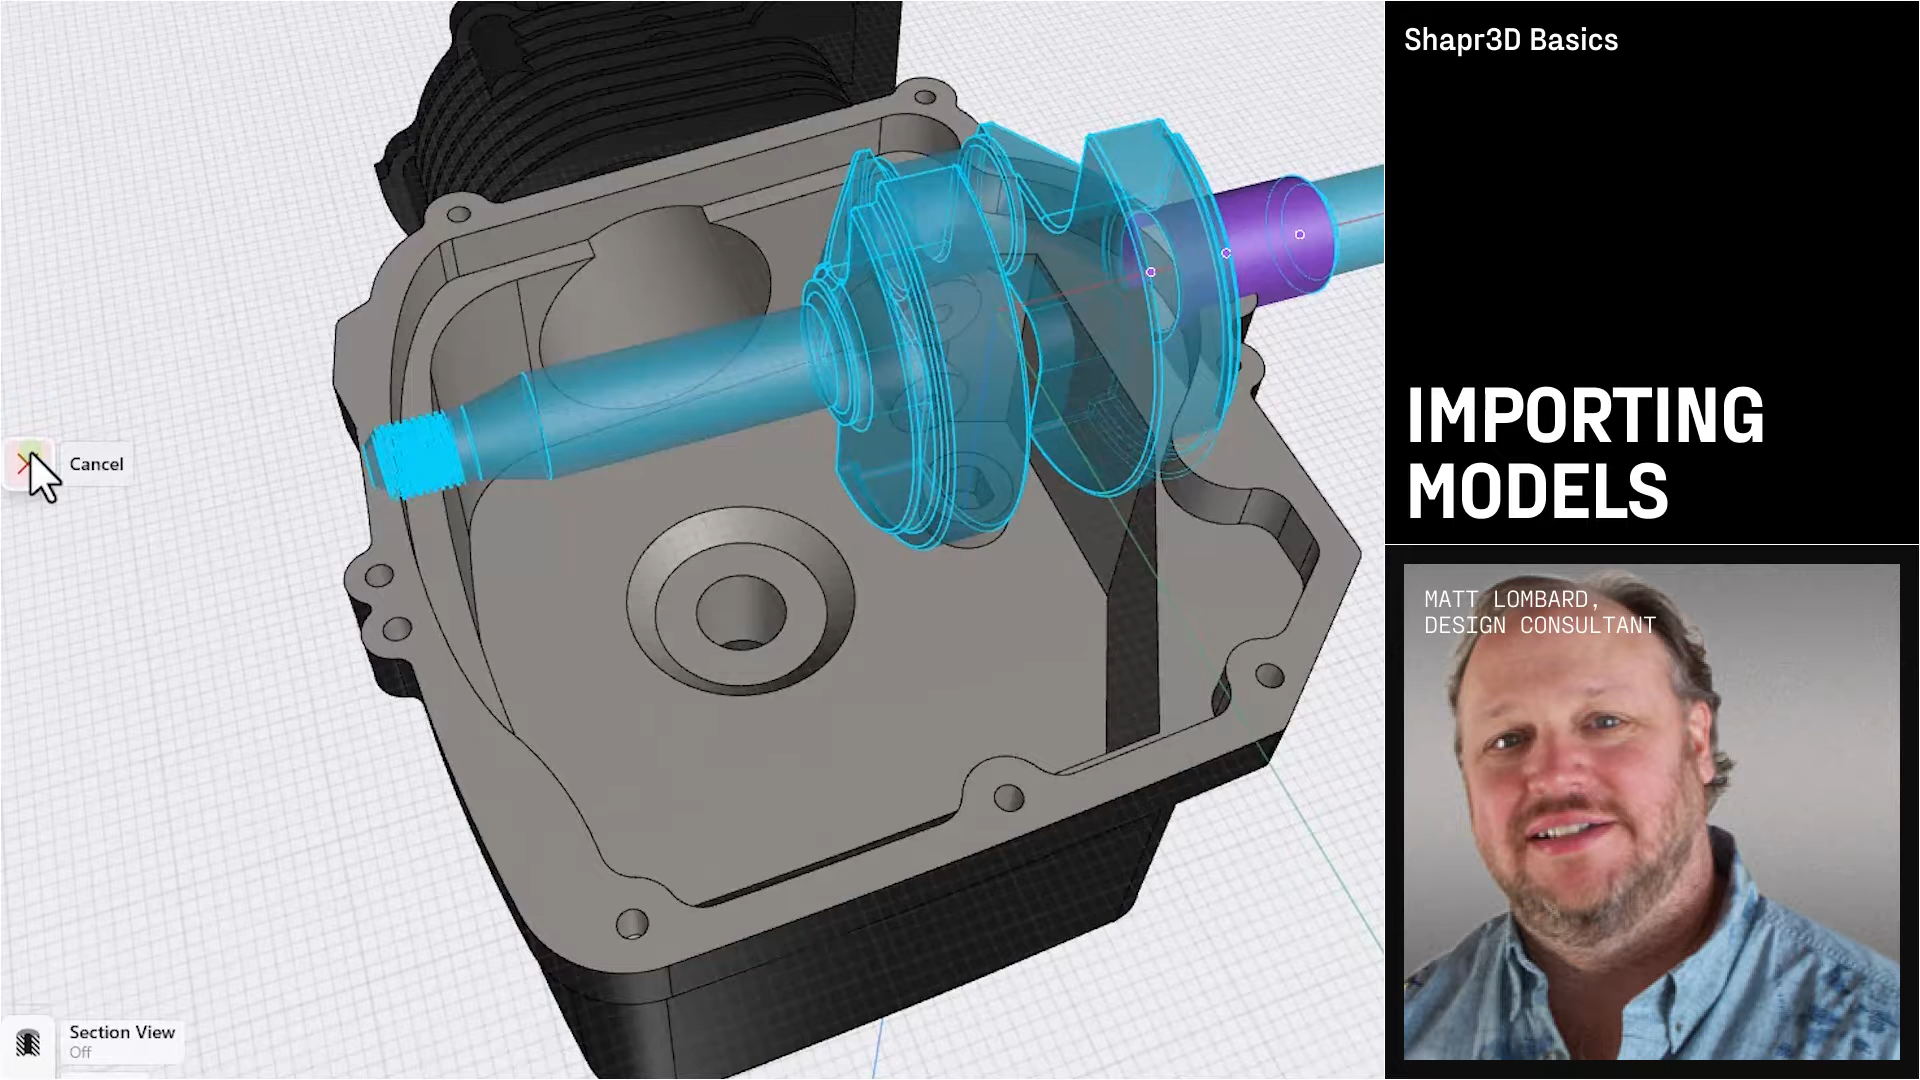 Shapr3D Basics
IMPORTING
MODELS
MATT LOMBARD,
DESIGN CONSULTANT
Cancel
Section View
Off